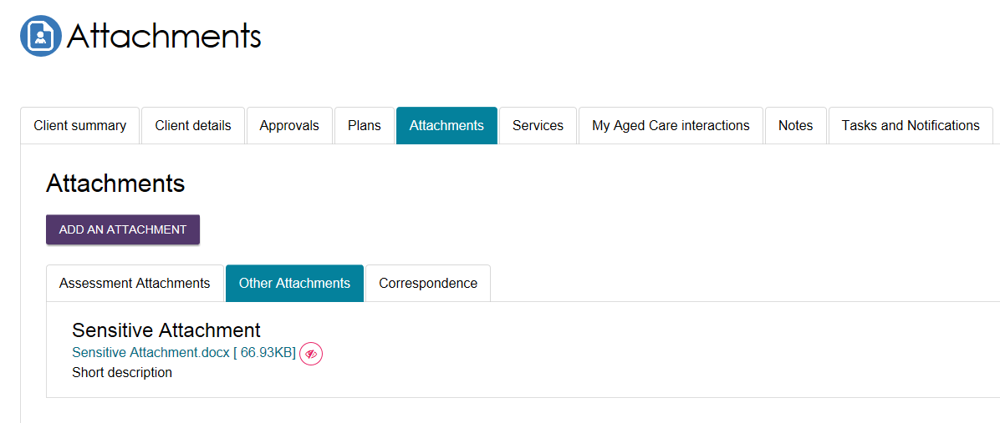 Attachments
Client summary Client details Approvals Plans Attachments Services My Aged Care interactions Notes Tasks and Notifications
Attachments
ADD AN ATTACHMENT
Assessment Attachments Other Attachments Correspondence
Sensitive Attachment
Sensitive Attachment.docx [ 66.93KB]
Short description